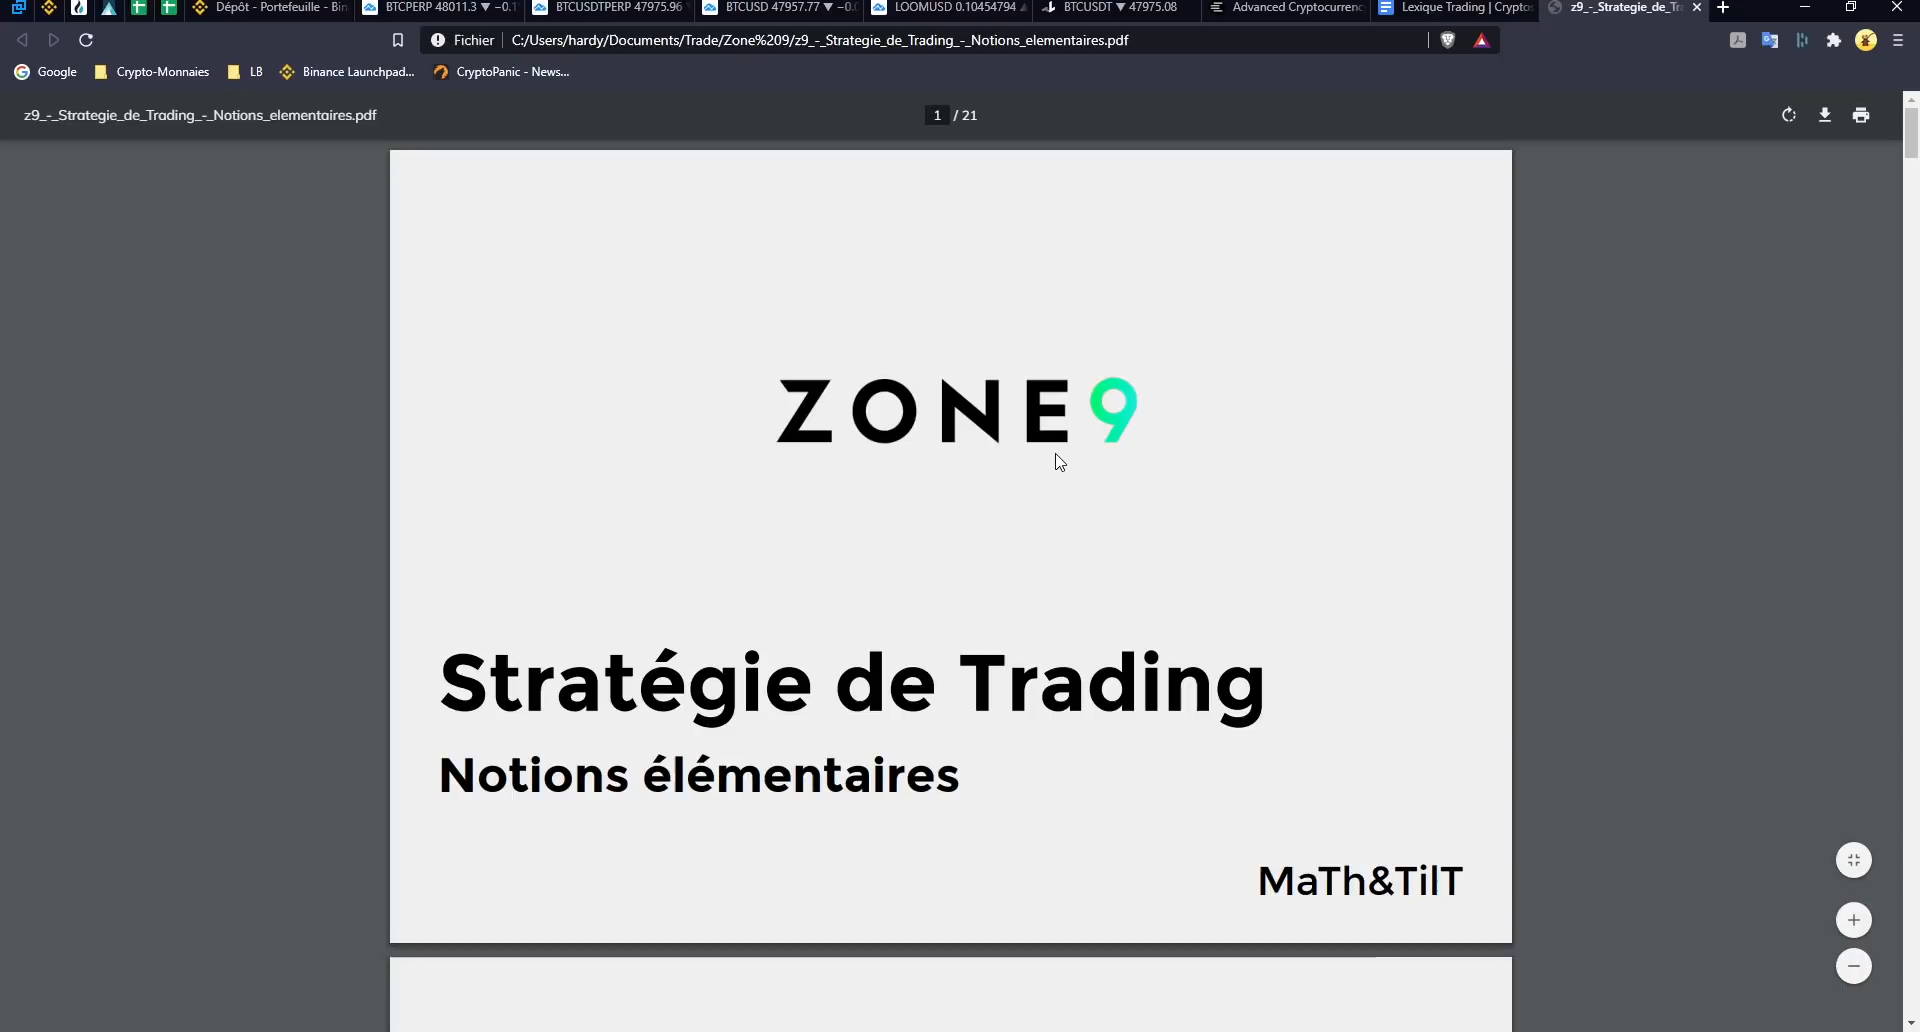 Dépôt - Portefeuille - Bin
BTCPERP 48011.3 ▼ −0.1
BTCUSDTPERP 47975.96
BTCUSD 47957.77 ▼ −0.0
LOOMUSD 0.10454794 ▲
BTCUSDT ▼ 47975.08
Advanced Cryptocurrenc
Lexique Trading | Cryptos
z9_-_Strategie_de_Tr
Fichier
C:/Users/hardy/Documents/Trade/Zone%209/z9_-_Strategie_de_Trading_-_Notions_elementaires.pdf
Google
Crypto-Monnaies
LB
Binance Launchpad...
CryptoPanic - News...
z9_-_Strategie_de_Trading_-_Notions_elementaires.pdf
1 / 21
ZONE9
Stratégie de Trading
Notions élémentaires
MaTh&TilT